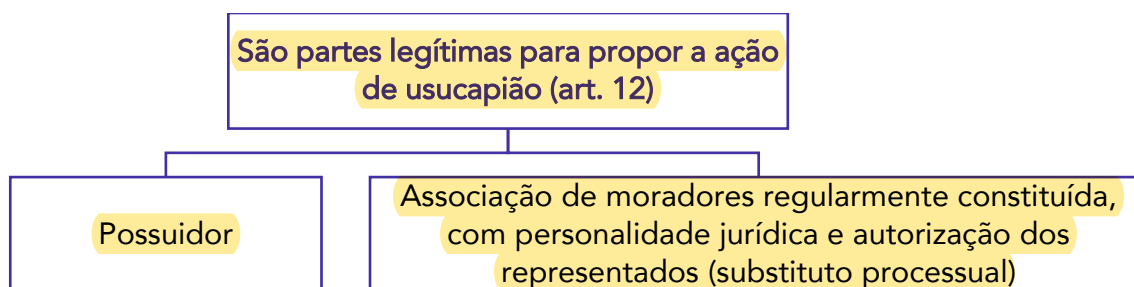 São partes legítimas para propor a ação
de usucapião (art. 12)
Possuidor
Associação de moradores regularmente constituída,
com personalidade jurídica e autorização dos
representados (substituto processual)